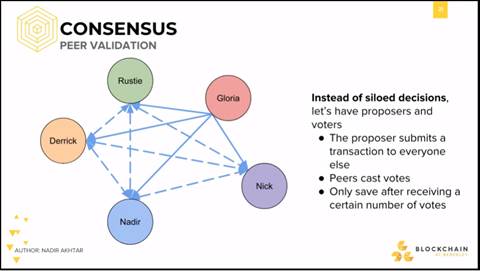 CONSENSUS
PEER VALIDATION
Rustie
Gloria
Derrick
Nick
Nadir
Instead of siloed decisions,
let's have proposers and
voters
● The proposer submits a
transaction to everyone
else
● Peers cast votes
● Only save after receiving a
certain number of votes
AUTHOR: NADIR AKHTAR
BLOCKCHAIN
AT BERKELEY